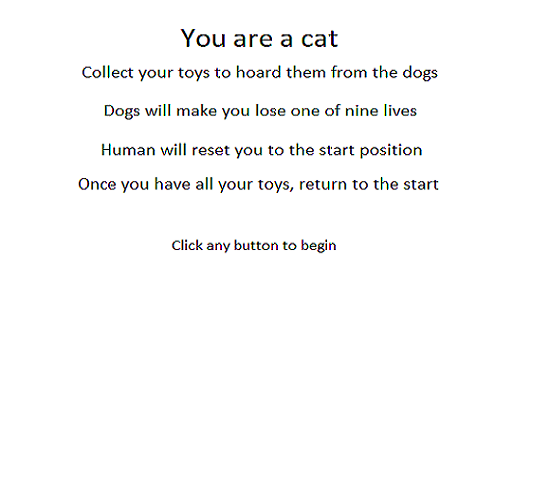 You are a cat
Collect your toys to hoard them from the dogs
Dogs will make you lose one of nine lives
Human will reset you to the start position
Once you have all your toys, return to the start
Click any button to begin